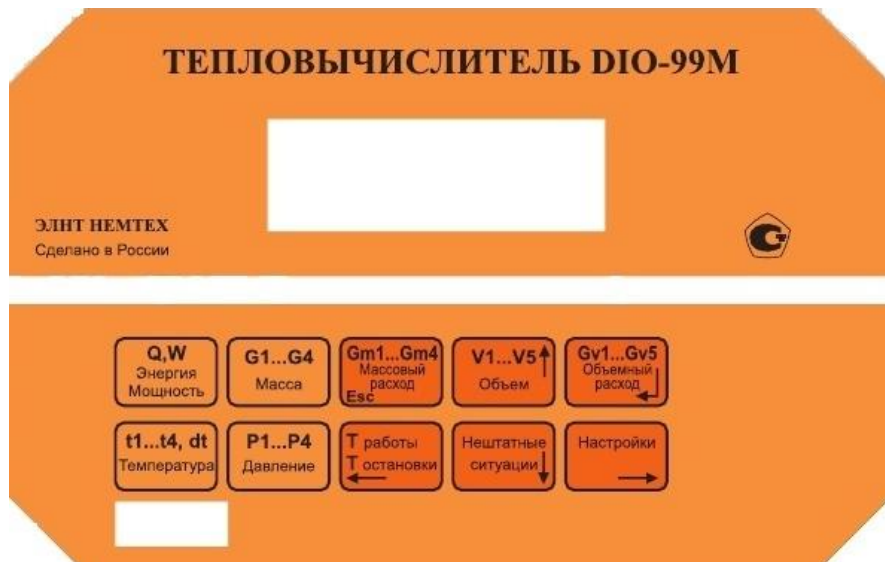 ТЕПЛОВЫЧИСЛИТЕЛЬ DIO-99M
ЭЛНТ НЕМТЕХ
Сделано в России
Q,W
Энергия
Мощность
G1...G4
Масса
Gm1...Gm4
Массовый
расход
Esc
V1...V5
Объем
Gv1...Gv5
Объемный
расход
t1...t4, dt
Температура
P1...P4
Давление
Т работы
Т остановки
Нештатные
ситуации
Настройки